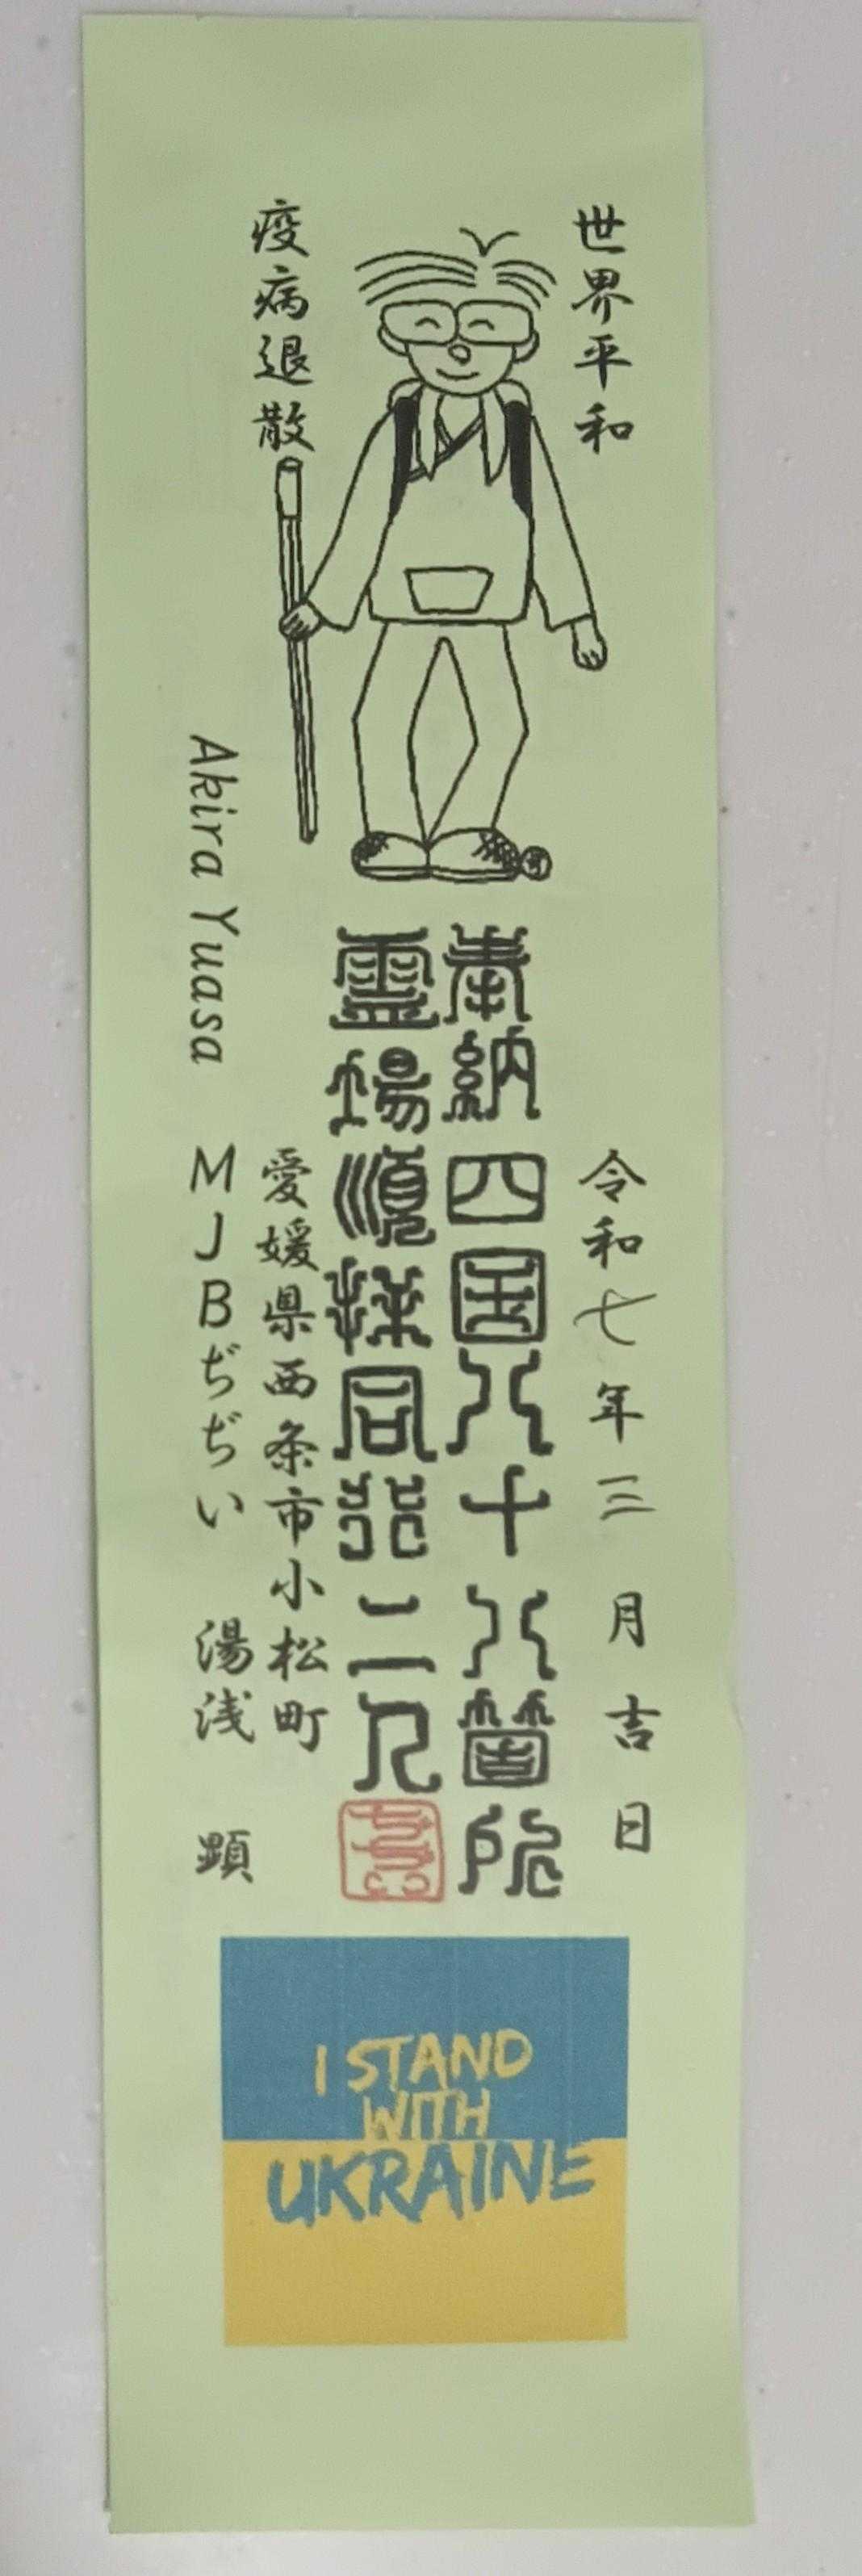 世界平和
疫病退散
令和七年三月吉日
奉納四国八十八箇所
霊場順拝同行二人
愛媛県西条市小松町
Akira Yuasa MJBぢぢい 湯浅 顕
I STAND
WITH
UKRAINE